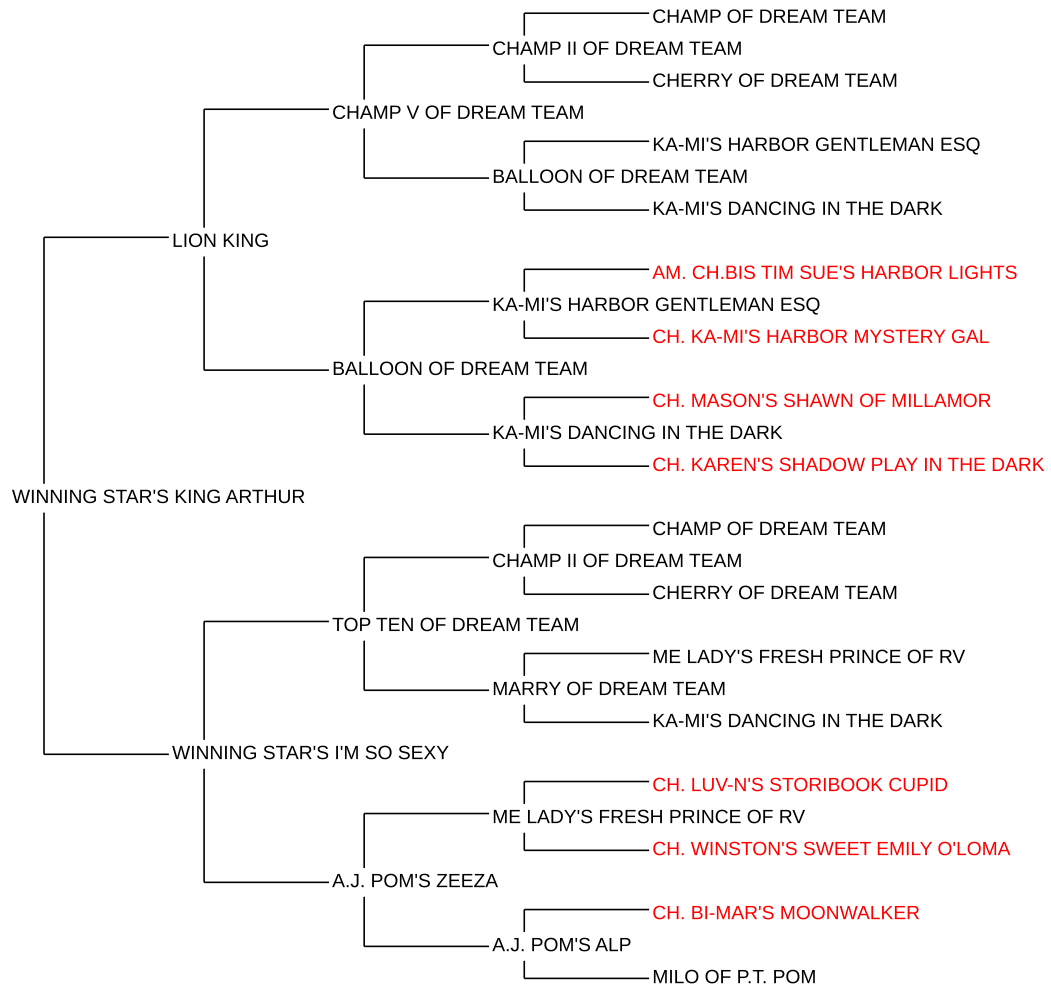 CHAMP OF DREAM TEAM
CHAMP II OF DREAM TEAM
CHERRY OF DREAM TEAM
CHAMP V OF DREAM TEAM
KA-MI'S HARBOR GENTLEMAN ESQ
BALLOON OF DREAM TEAM
KA-MI'S DANCING IN THE DARK
LION KING
AM. CH.BIS TIM SUE'S HARBOR LIGHTS
KA-MI'S HARBOR GENTLEMAN ESQ
CH. KA-MI'S HARBOR MYSTERY GAL
BALLOON OF DREAM TEAM
CH. MASON'S SHAWN OF MILLAMOR
KA-MI'S DANCING IN THE DARK
CH. KAREN'S SHADOW PLAY IN THE DARK
WINNING STAR'S KING ARTHUR
CHAMP OF DREAM TEAM
CHAMP II OF DREAM TEAM
CHERRY OF DREAM TEAM
TOP TEN OF DREAM TEAM
ME LADY'S FRESH PRINCE OF RV
MARRY OF DREAM TEAM
KA-MI'S DANCING IN THE DARK
WINNING STAR'S I'M SO SEXY
CH. LUV-N'S STORIBOOK CUPID
ME LADY'S FRESH PRINCE OF RV
CH. WINSTON'S SWEET EMILY O'LOMA
A.J. POM'S ZEEZA
CH. BI-MAR'S MOONWALKER
A.J. POM'S ALP
MILO OF P.T. POM